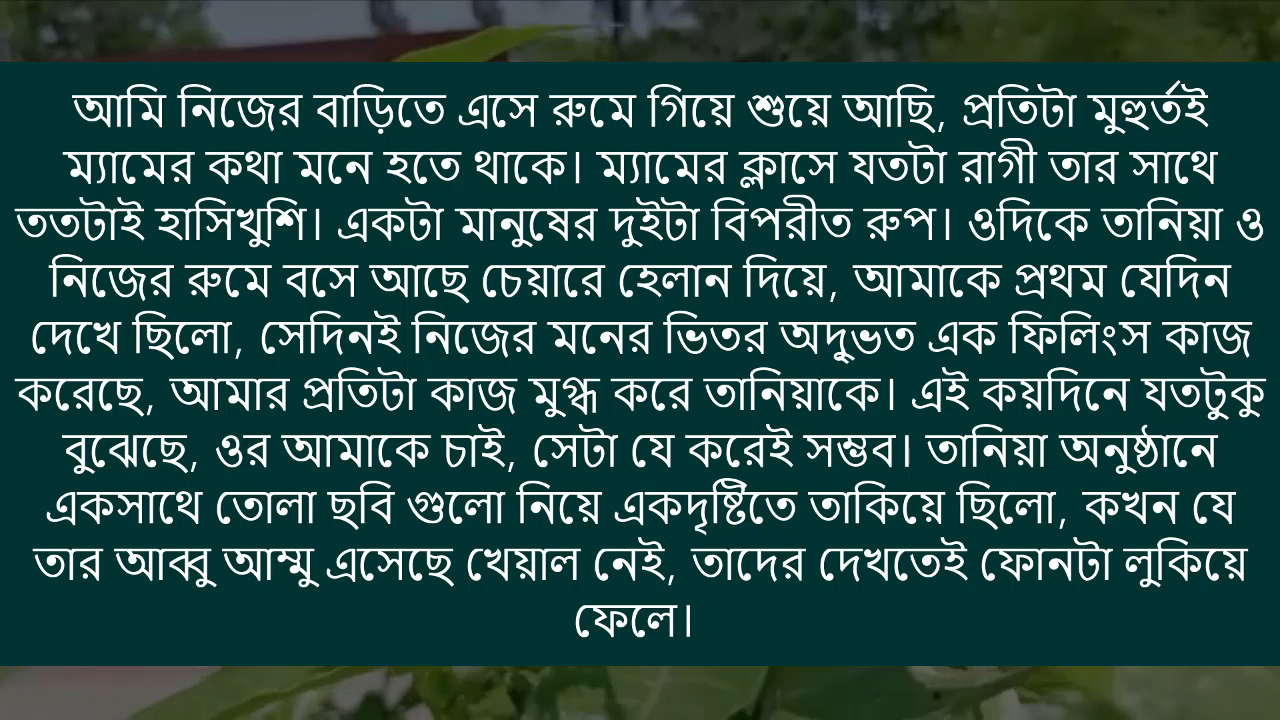 আমি নিজের বাড়িতে এসে রুমে গিয়ে শুয়ে আছি, প্রতিটা মুহুর্তই
ম্যামের কথা মনে হতে থাকে। ম্যামের ক্লাসে যতটা রাগী তার সাথে
ততটাই হাসিখুশি। একটা মানুষের দুইটা বিপরীত রুপ। ওদিকে তানিয়া ও
নিজের রুমে বসে আছে চেয়ারে হেলান দিয়ে, আমাকে প্রথম যেদিন
দেখে ছিলো, সেদিনই নিজের মনের ভিতর অদ্ভুভত এক ফিলিংস কাজ
করেছে, আমার প্রতিটা কাজ মুগ্ধ করে তানিয়াকে। এই কয়দিনে যতটুকু
বুঝেছে, ওর আমাকে চাই, সেটা যে করেই সম্ভব। তানিয়া অনুষ্ঠানে
একসাথে তোলা ছবি গুলো নিয়ে একদৃষ্টিতে তাকিয়ে ছিলো, কখন যে
তার আব্বু আম্মু এসেছে খেয়াল নেই, তাদের দেখতেই ফোনটা লুকিয়ে
ফেলে।